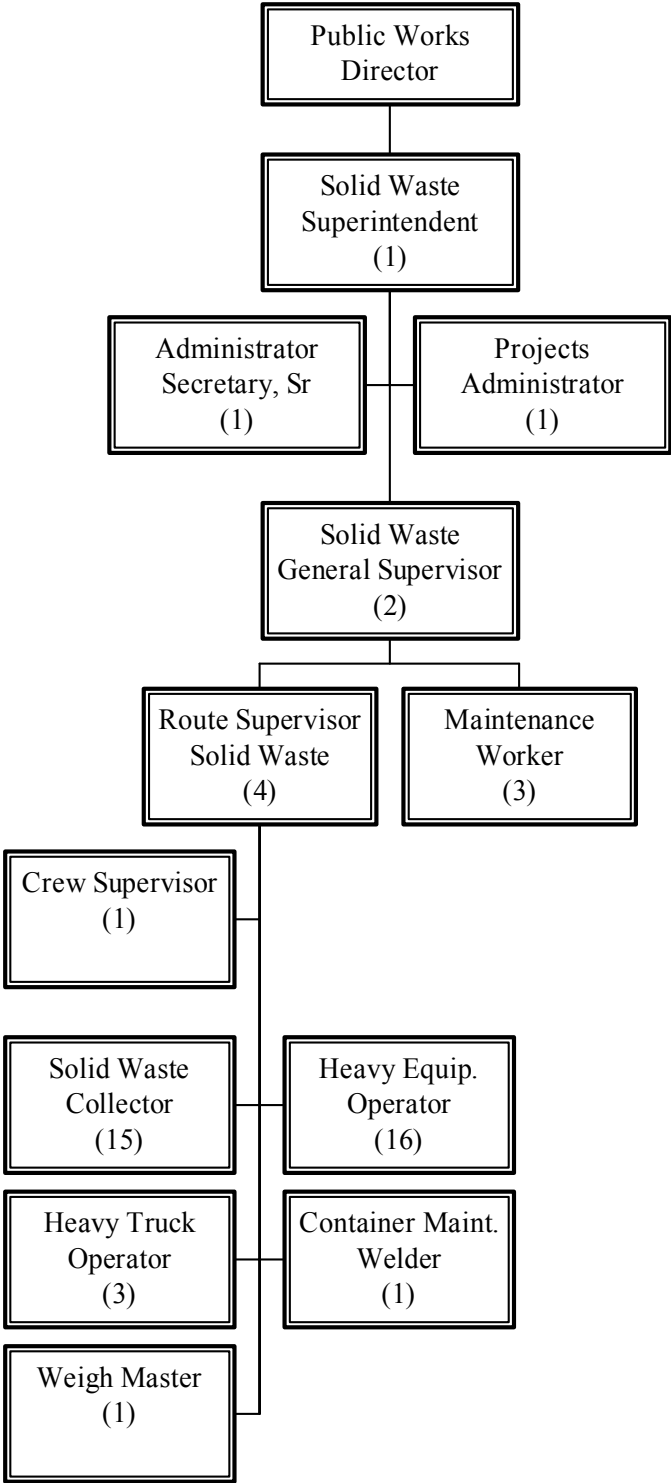 Public Works
Director
Solid Waste
Superintendent
(1)
Administrator
Secretary, Sr
(1)
Projects
Administrator
(1)
Solid Waste
General Supervisor
(2)
Route Supervisor
Solid Waste
(4)
Maintenance
Worker
(3)
Crew Supervisor
(1)
Solid Waste
Collector
(15)
Heavy Equip.
Operator
(16)
Heavy Truck
Operator
(3)
Container Maint.
Welder
(1)
Weigh Master
(1)